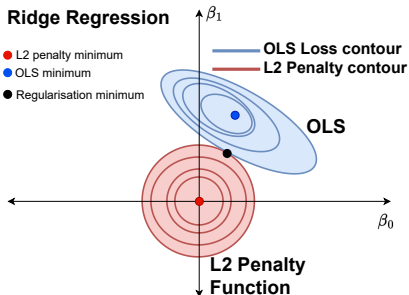 Ridge Regression
β₁
L2 penalty minimum
OLS minimum
Regularisation minimum
OLS Loss contour
L2 Penalty contour
OLS
β₀
L2 Penalty
Function